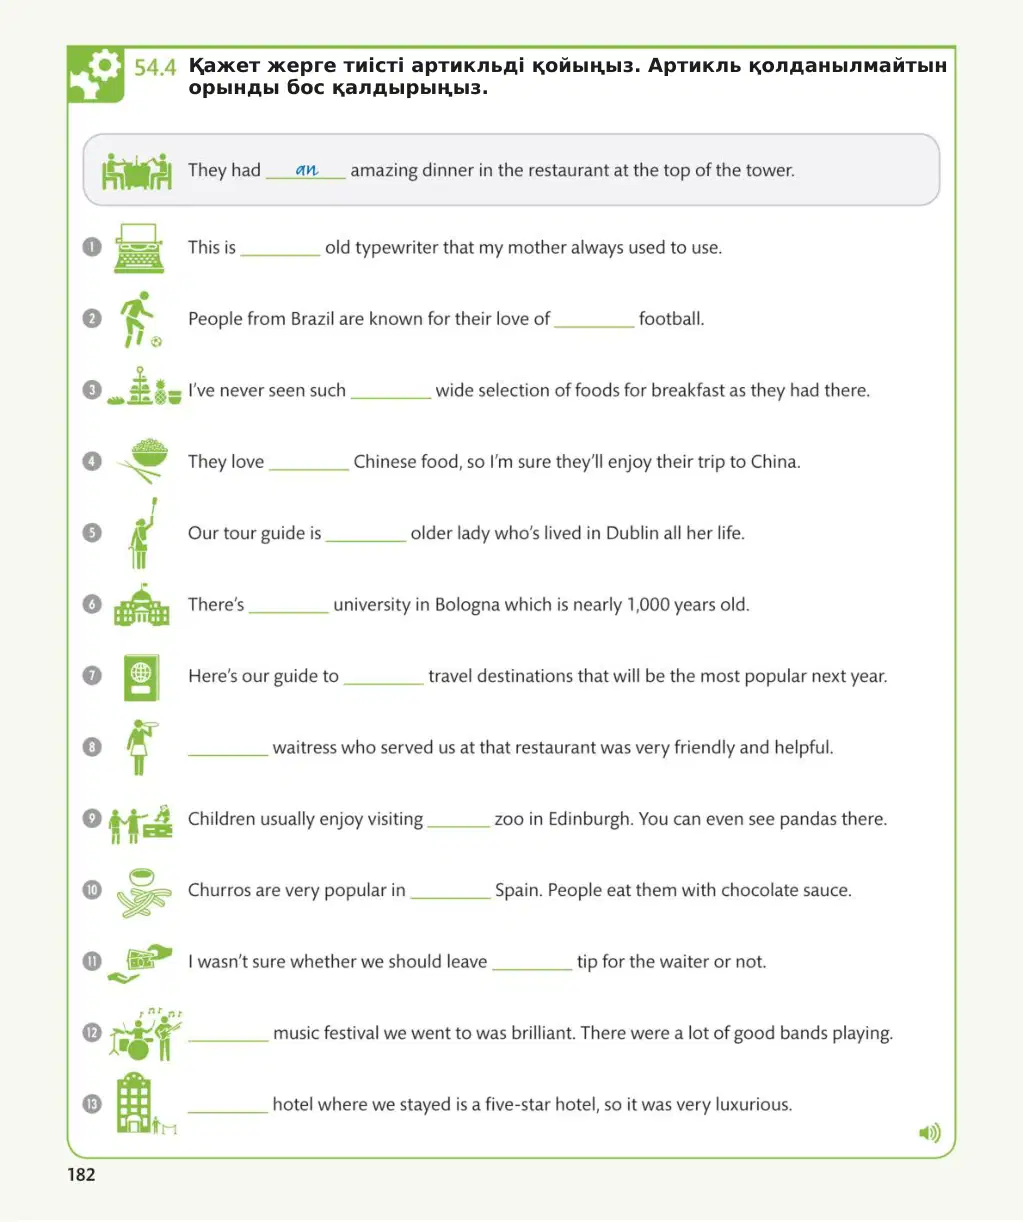 54.4 Қажет жерге тиісті артикльді қойыңыз. Артикль қолданылмайтын
орынды бос қалдырыңыз.
They had an amazing dinner in the restaurant at the top of the tower.
1 This is ________ old typewriter that my mother always used to use.
2 People from Brazil are known for their love of ________ football.
3 I’ve never seen such ________ wide selection of foods for breakfast as they had there.
4 They love ________ Chinese food, so I’m sure they’ll enjoy their trip to China.
5 Our tour guide is ________ older lady who’s lived in Dublin all her life.
6 There’s ________ university in Bologna which is nearly 1,000 years old.
7 Here’s our guide to ________ travel destinations that will be the most popular next year.
8 ________ waitress who served us at that restaurant was very friendly and helpful.
9 Children usually enjoy visiting ______ zoo in Edinburgh. You can even see pandas there.
10 Churros are very popular in ________ Spain. People eat them with chocolate sauce.
11 I wasn’t sure whether we should leave ________ tip for the waiter or not.
12 ________ music festival we went to was brilliant. There were a lot of good bands playing.
13 ________ hotel where we stayed is a five-star hotel, so it was very luxurious.
182